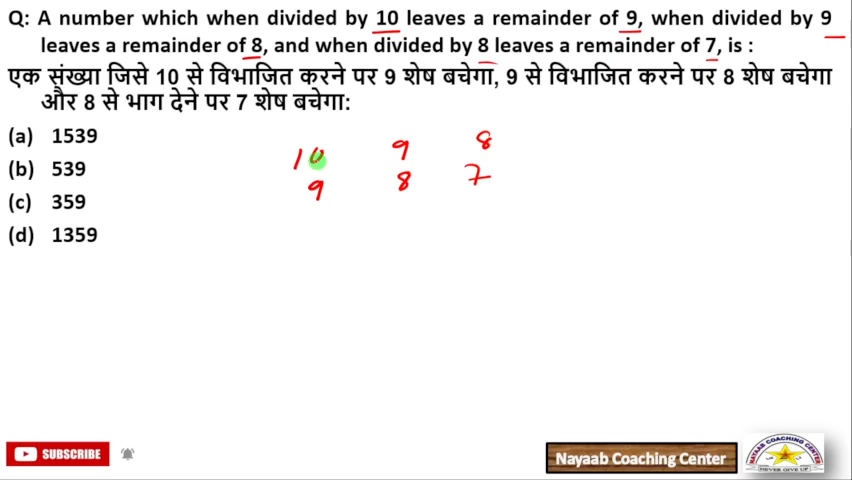 Q: A number which when divided by 10 leaves a remainder of 9, when divided by 9
leaves a remainder of 8, and when divided by 8 leaves a remainder of 7, is :
एक संख्या जिसे 10 से विभाजित करने पर 9 शेष बचेगा, 9 से विभाजित करने पर 8 शेष बचेगा
और 8 से भाग देने पर 7 शेष बचेगा:
(a) 1539
(b) 539
(c) 359
(d) 1359
10 9 8
9 8 7
SUBSCRIBE
Nayaab Coaching Center
NAYAAB COACHING CENTER
NEVER GIVE UP